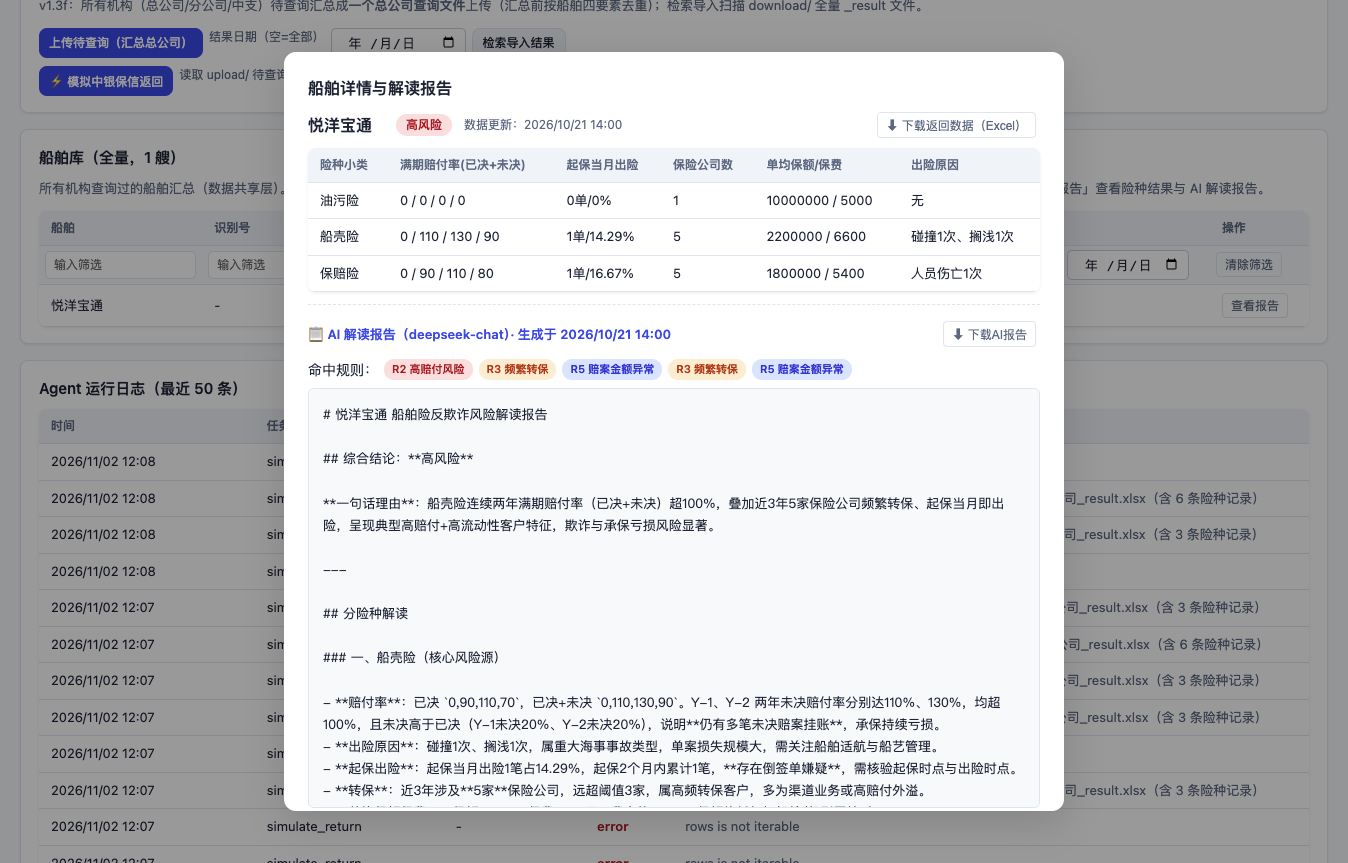 v1.3f：所有机构（总公司/分公司/中支）待查询汇总成一个总公司查询文件上传（汇总前按船舶四要素去重）；检索导入扫描 download/ 全量 _result 文件。
上传待查询（汇总总公司） 结果日期（空=全部） 年 /月/日 检索导入结果
⚡ 模拟中银保信返回 读取 upload/ 待查询
船舶库（全量，1 艘）
所有机构查询过的船舶汇总（数据共享层）。
报告」查看险种结果与 AI 解读报告。
船舶 识别号 操作
输入筛选 输入筛选 年 /月/日 清除筛选
悦洋宝通 - 查看报告
Agent 运行日志（最近 50 条）
时间
2026/11/02 12:08
2026/11/02 12:08 司_result.xlsx（含 6 条险种记录）
2026/11/02 12:08 司_result.xlsx（含 3 条险种记录）
2026/11/02 12:08
2026/11/02 12:07 公司_result.xlsx（含 3 条险种记录）
2026/11/02 12:07 公司_result.xlsx（含 6 条险种记录）
2026/11/02 12:07 司_result.xlsx（含 3 条险种记录）
2026/11/02 12:07 司_result.xlsx（含 3 条险种记录）
2026/11/02 12:07
2026/11/02 12:07
2026/11/02 12:07 司_result.xlsx（含 3 条险种记录）
2026/11/02 12:07 simulate_return - error rows is not iterable
2026/11/02 12:07 simulate_return error rows is not iterable
船舶详情与解读报告
悦洋宝通 高风险 数据更新：2026/10/21 14:00 ⬇ 下载返回数据（Excel）
险种小类 满期赔付率(已决+未决) 起保当月出险 保险公司数 单均保额/保费 出险原因
油污险 0 / 0 / 0 / 0 0单/0% 1 10000000 / 5000 无
船壳险 0 / 110 / 130 / 90 1单/14.29% 5 2200000 / 6600 碰撞1次、搁浅1次
保赔险 0 / 90 / 110 / 80 1单/16.67% 5 1800000 / 5400 人员伤亡1次
📋 AI 解读报告（deepseek-chat）· 生成于 2026/10/21 14:00 ⬇ 下载AI报告
命中规则： R2 高赔付风险 R3 频繁转保 R5 赔案金额异常 R3 频繁转保 R5 赔案金额异常
# 悦洋宝通 船舶险反欺诈风险解读报告
## 综合结论：**高风险**
**一句话理由**：船壳险连续两年满期赔付率（已决+未决）超100%，叠加近3年5家保险公司频繁转保、起保当月即出
险，呈现典型高赔付+高流动性客户特征，欺诈与承保亏损风险显著。
---
## 分险种解读
### 一、船壳险（核心风险源）
- **赔付率**：已决 `0,90,110,70`，已决+未决 `0,110,130,90`。Y-1、Y-2 两年未决赔付率分别达110%、130%，均超
100%，且未决高于已决（Y-1未决20%、Y-2未决20%），说明**仍有多笔未决赔案挂账**，承保持续亏损。
- **出险原因**：碰撞1次、搁浅1次，属重大海事事故类型，单案损失规模大，需关注船舶适航与船艺管理。
- **起保出险**：起保当月出险1笔占14.29%，起保2个月内累计1笔，**存在倒签单嫌疑**，需核验起保时点与出险时点。
- **转保**：近3年涉及**5家**保险公司，远超阈值3家，属高频转保客户，多为渠道业务或高赔付外溢。